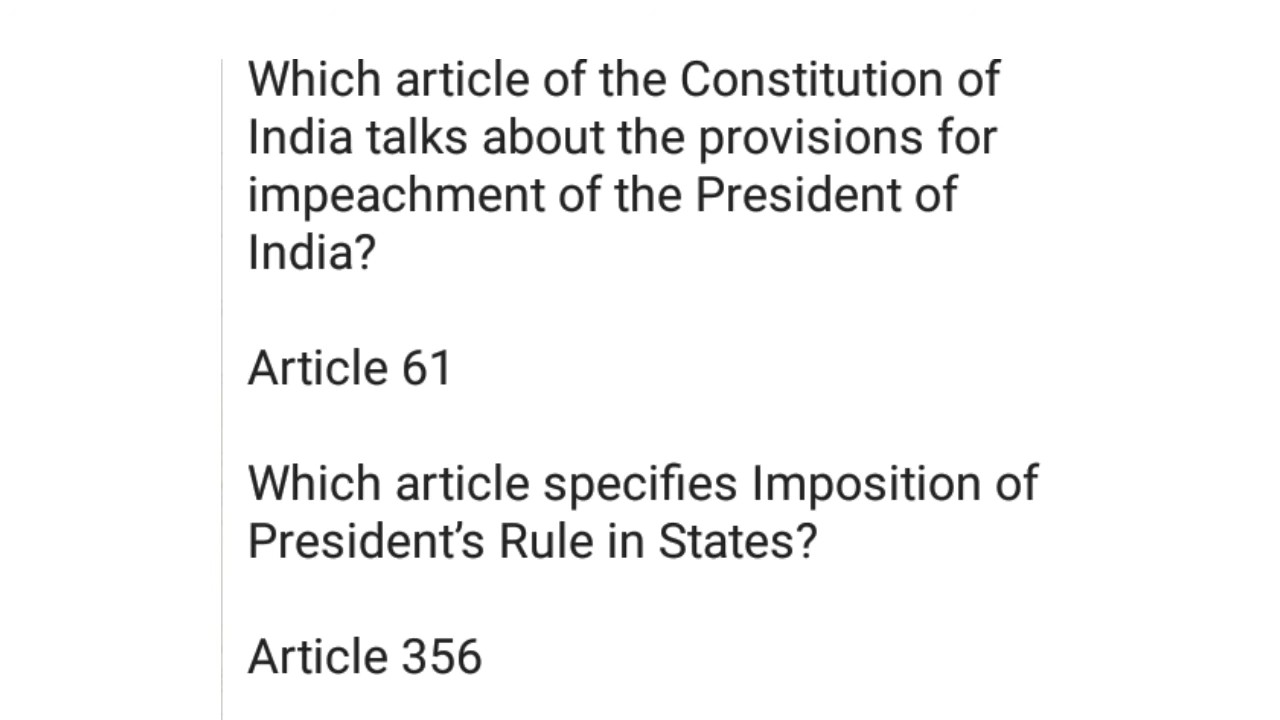 Which article of the Constitution of
India talks about the provisions for
impeachment of the President of
India?
Article 61
Which article specifies Imposition of
President’s Rule in States?
Article 356